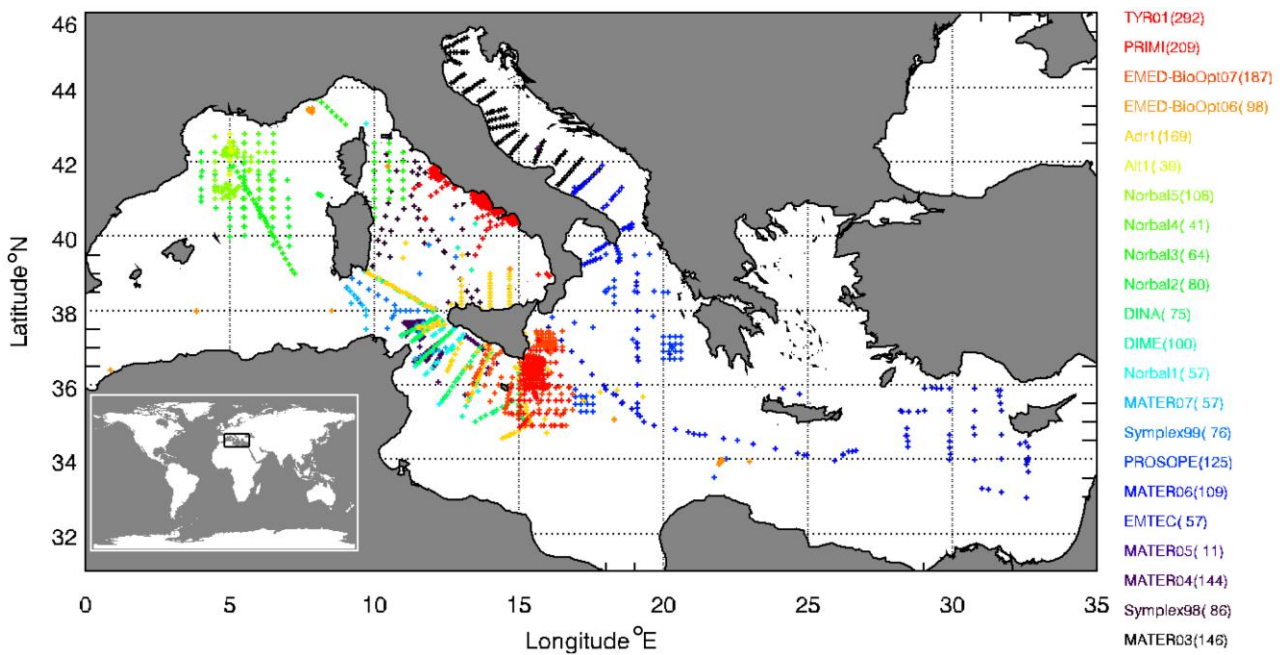 46
44
42
40
38
36
34
32
Latitude°N
0 5 10 15 20 25 30 35
Longitude°E
TYR01(292)
PRIMI(209)
EMED-BioOpt07(187)
EMED-BioOpt06( 98)
Adr1(169)
Alt1( 39)
Norbal5(108)
Norbal4( 41)
Norbal3( 64)
Norbal2( 80)
DINA( 75)
DIME(100)
Norbal1( 57)
MATER07( 57)
Symplex99( 76)
PROSOPE(125)
MATER06(109)
EMTEC( 57)
MATER05( 11)
MATER04(144)
Symplex98( 86)
MATER03(146)